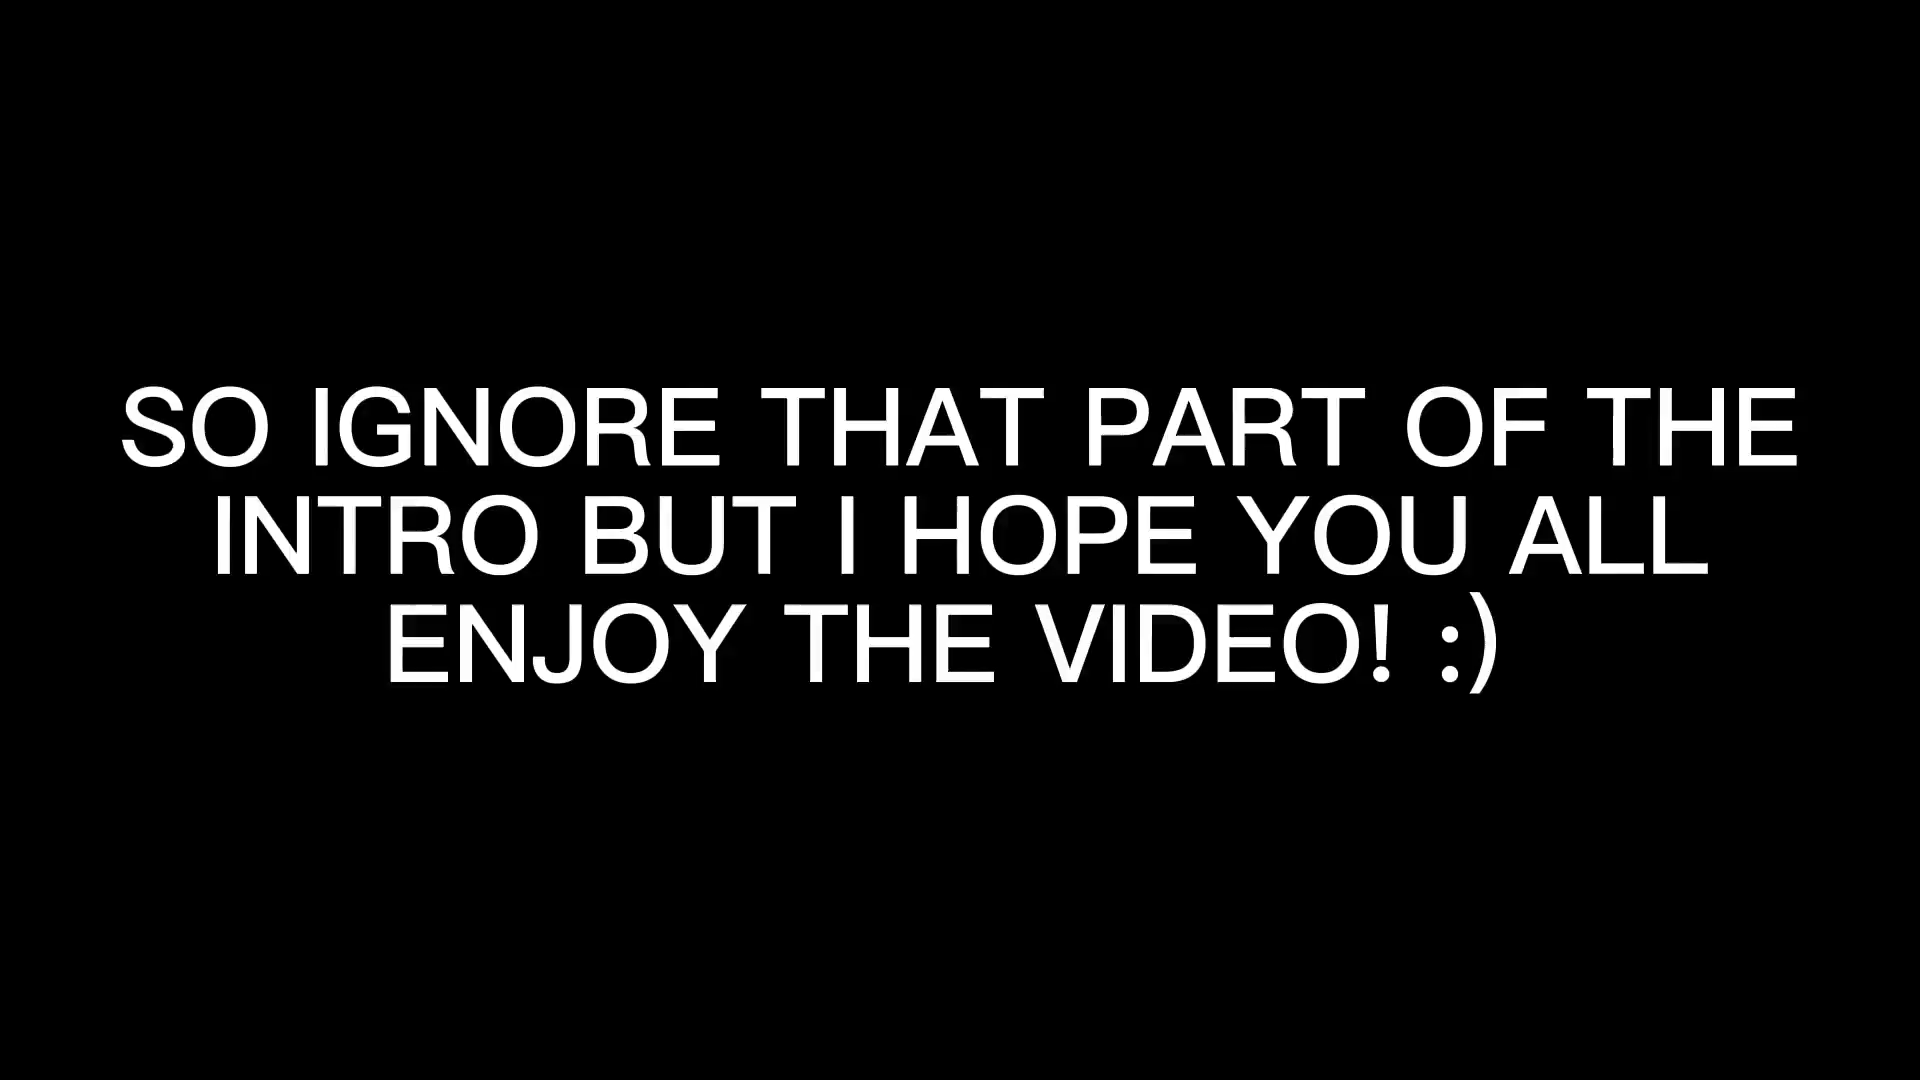 SO IGNORE THAT PART OF THE
INTRO BUT I HOPE YOU ALL
ENJOY THE VIDEO! :)